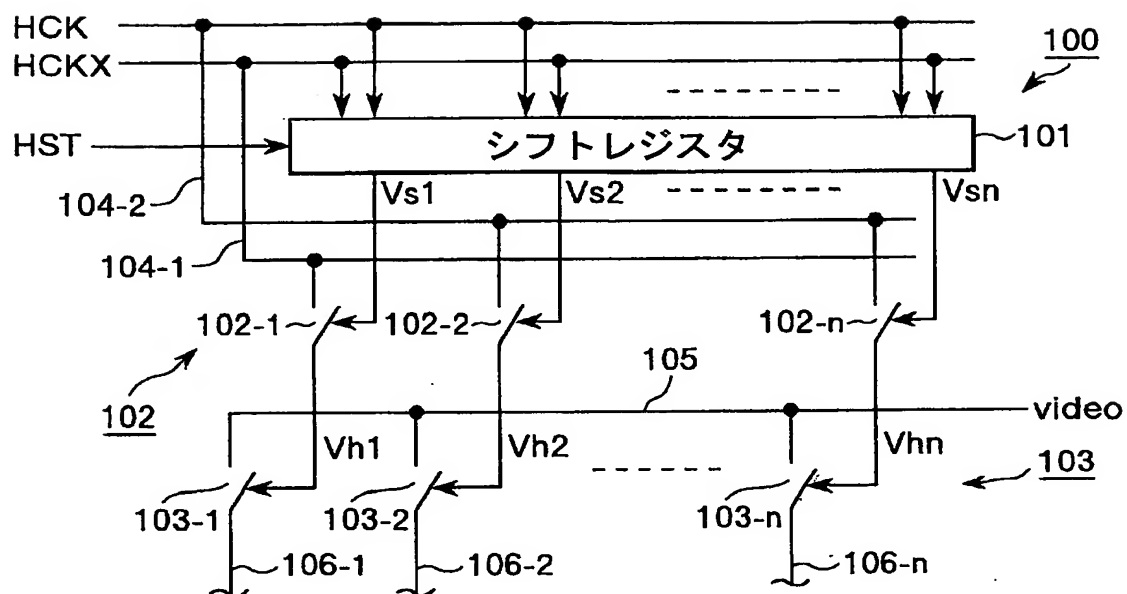 HCK
HCKX
100
HST
シフトレジスタ
101
Vs1
Vs2
Vsn
104-2
104-1
102-1
102-2
102-n
102
105
video
Vh1
Vh2
Vhn
103
103-1
103-2
103-n
106-1
106-2
106-n